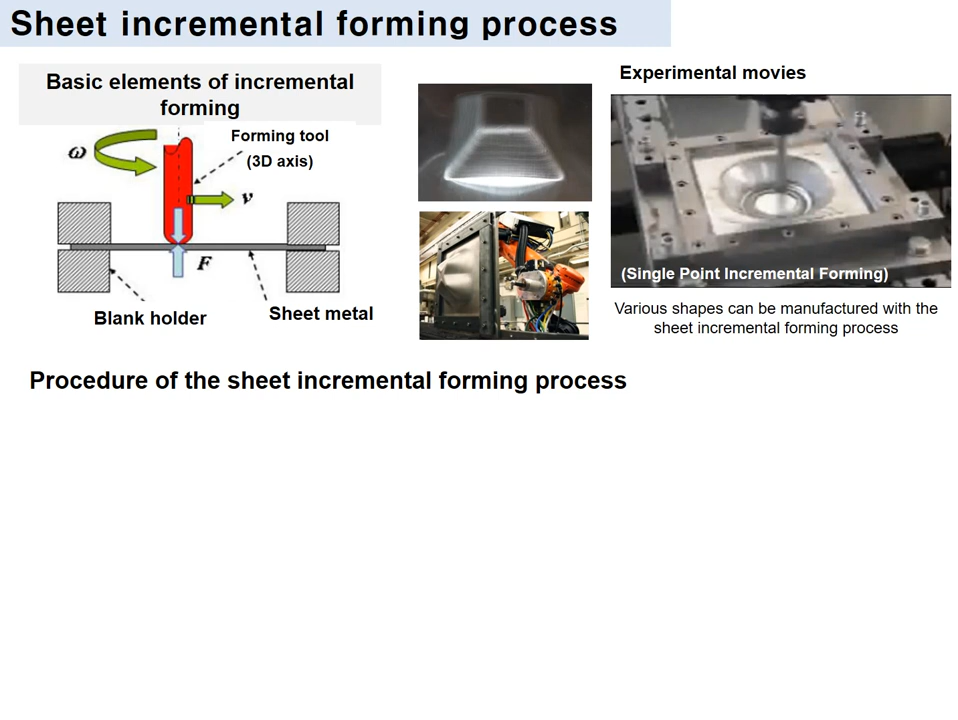 Sheet incremental forming process
Basic elements of incremental
forming
Forming tool
(3D axis)
ω
v
F
Blank holder
Sheet metal
Experimental movies
(Single Point Incremental Forming)
Various shapes can be manufactured with the
sheet incremental forming process
Procedure of the sheet incremental forming process